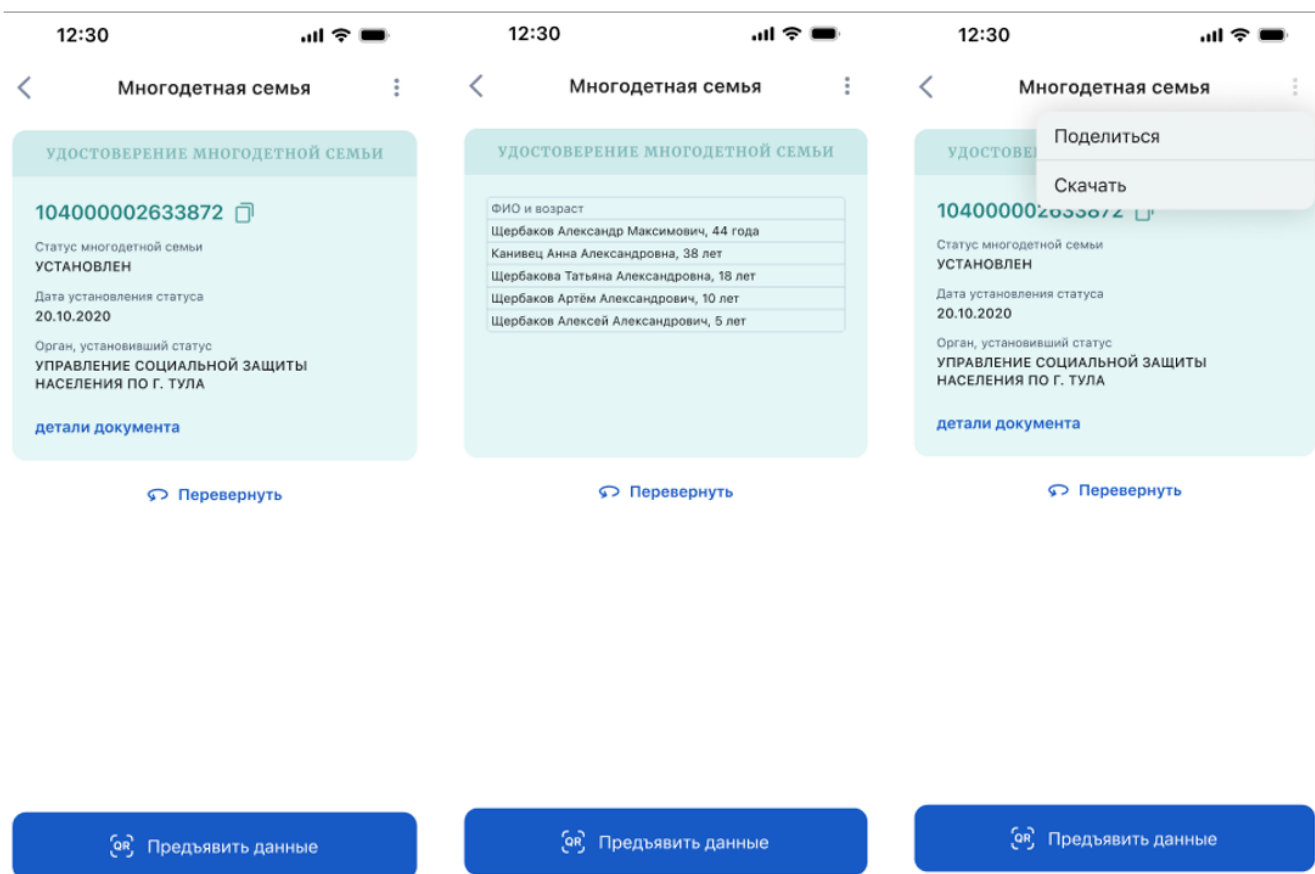 12:30
Многодетная семья
УДОСТОВЕРЕНИЕ МНОГОДЕТНОЙ СЕМЬИ
104000002633872
Статус многодетной семьи
УСТАНОВЛЕН
Дата установления статуса
20.10.2020
Орган, установивший статус
УПРАВЛЕНИЕ СОЦИАЛЬНОЙ ЗАЩИТЫ
НАСЕЛЕНИЯ ПО Г. ТУЛА
детали документа
Перевернуть
QR Предъявить данные
12:30
Многодетная семья
УДОСТОВЕРЕНИЕ МНОГОДЕТНОЙ СЕМЬИ
ФИО и возраст
Щербаков Александр Максимович, 44 года
Канивец Анна Александровна, 38 лет
Щербакова Татьяна Александровна, 18 лет
Щербаков Артём Александрович, 10 лет
Щербаков Алексей Александрович, 5 лет
Перевернуть
QR Предъявить данные
12:30
Многодетная семья
Поделиться
Скачать
УДОСТОВЕ
104000002633872
Статус многодетной семьи
УСТАНОВЛЕН
Дата установления статуса
20.10.2020
Орган, установивший статус
УПРАВЛЕНИЕ СОЦИАЛЬНОЙ ЗАЩИТЫ
НАСЕЛЕНИЯ ПО Г. ТУЛА
детали документа
Перевернуть
QR Предъявить данные